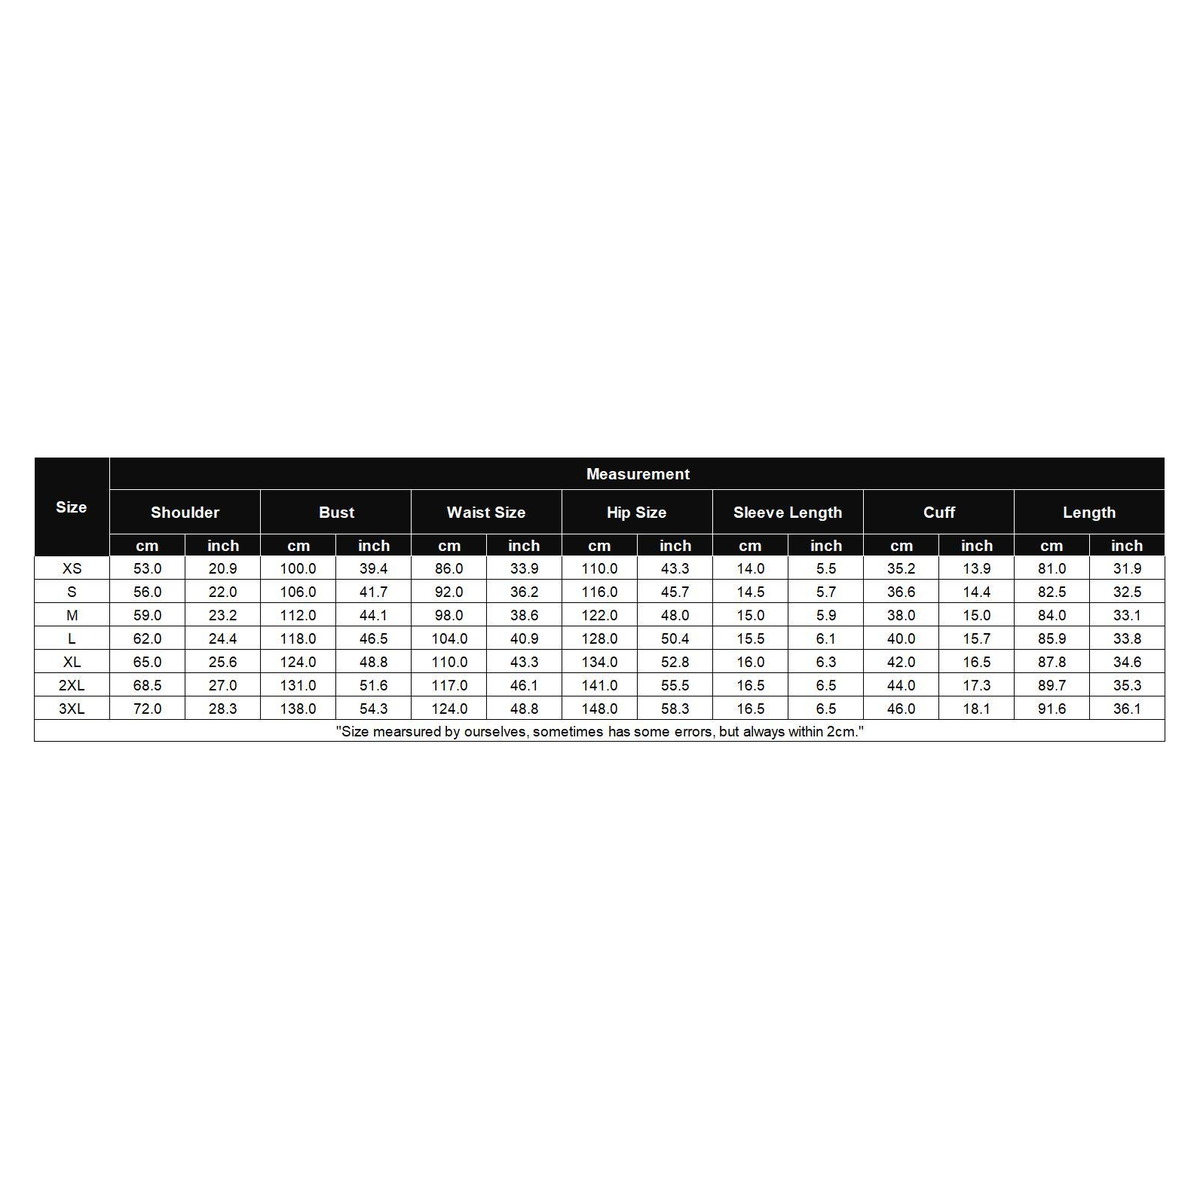 Measurement
Size Shoulder Bust Waist Size Hip Size Sleeve Length Cuff Length
cm inch cm inch cm inch cm inch cm inch cm inch cm inch
XS 53.0 20.9 100.0 39.4 86.0 33.9 110.0 43.3 14.0 5.5 35.2 13.9 81.0 31.9
S 56.0 22.0 106.0 41.7 92.0 36.2 116.0 45.7 14.5 5.7 36.6 14.4 82.5 32.5
M 59.0 23.2 112.0 44.1 98.0 38.6 122.0 48.0 15.0 5.9 38.0 15.0 84.0 33.1
L 62.0 24.4 118.0 46.5 104.0 40.9 128.0 50.4 15.5 6.1 40.0 15.7 85.9 33.8
XL 65.0 25.6 124.0 48.8 110.0 43.3 134.0 52.8 16.0 6.3 42.0 16.5 87.8 34.6
2XL 68.5 27.0 131.0 51.6 117.0 46.1 141.0 55.5 16.5 6.5 44.0 17.3 89.7 35.3
3XL 72.0 28.3 138.0 54.3 124.0 48.8 148.0 58.3 16.5 6.5 46.0 18.1 91.6 36.1
"Size mearsured by ourselves, sometimes has some errors, but always within 2cm."